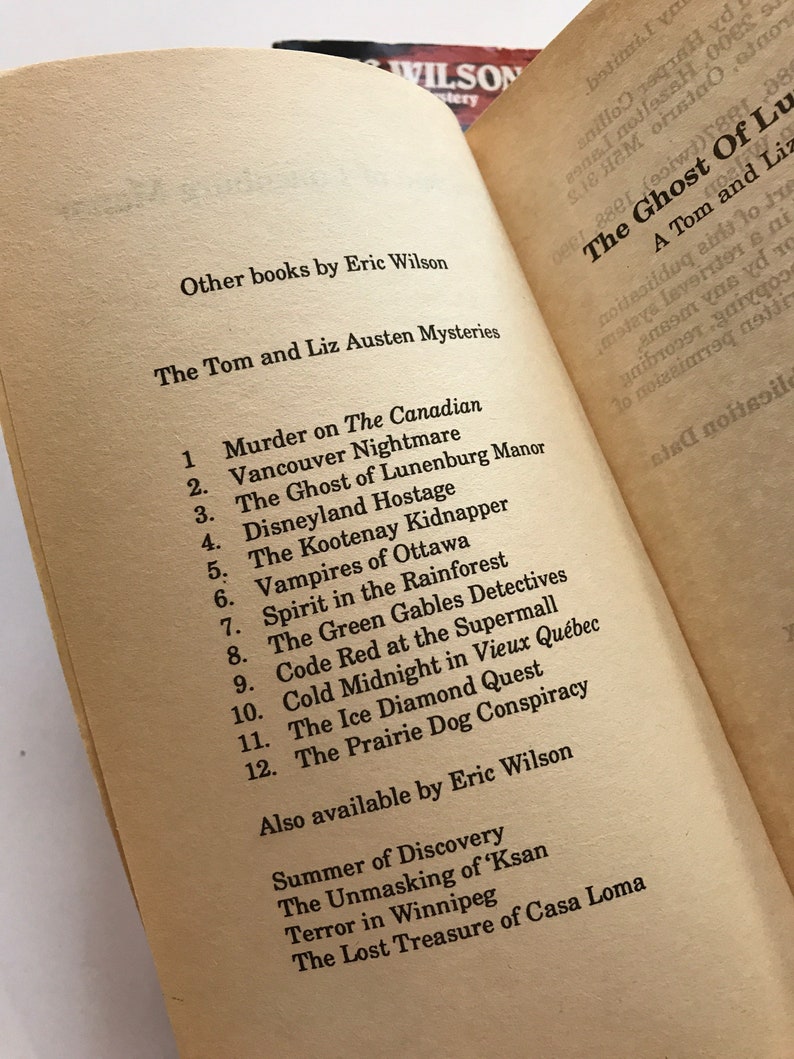 WILSON
Other books by Eric Wilson
The Tom and Liz Austen Mysteries
1 Murder on The Canadian
2. Vancouver Nightmare
3. The Ghost of Lunenburg Manor
4. Disneyland Hostage
5. The Kootenay Kidnapper
6. Vampires of Ottawa
7. Spirit in the Rainforest
8. The Green Gables Detectives
9. Code Red at the Supermall
10. Cold Midnight in Vieux Québec
11. The Ice Diamond Quest
12. The Prairie Dog Conspiracy
Also available by Eric Wilson
Summer of Discovery
The Unmasking of ‘Ksan
Terror in Winnipeg
The Lost Treasure of Casa Loma
The Ghost Of Lu
A Tom and Liz